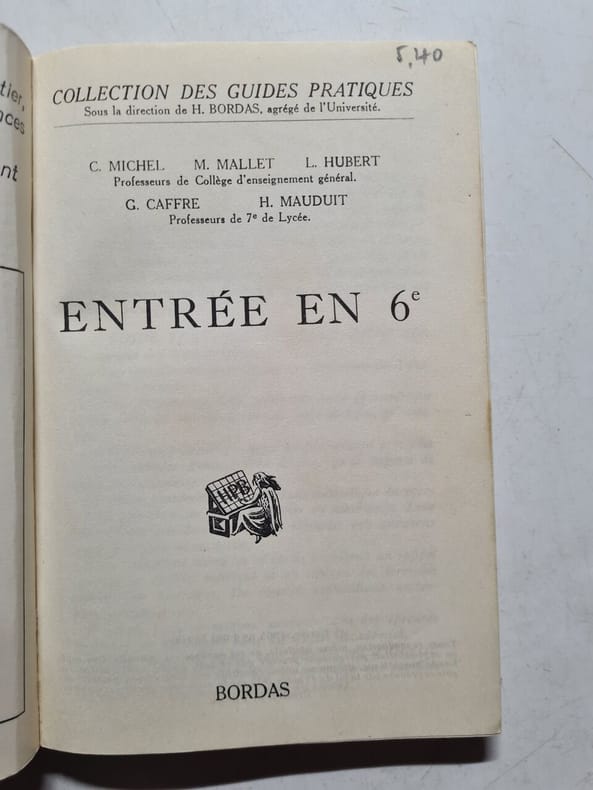 5,40
COLLECTION DES GUIDES PRATIQUES
Sous la direction de H. BORDAS, agrégé de l'Université.
C. MICHEL M. MALLET L. HUBERT
Professeurs de Collège d'enseignement général.
G. CAFFRE H. MAUDUIT
Professeurs de 7e de Lycée.
ENTRÉE EN 6e
HPB
BORDAS